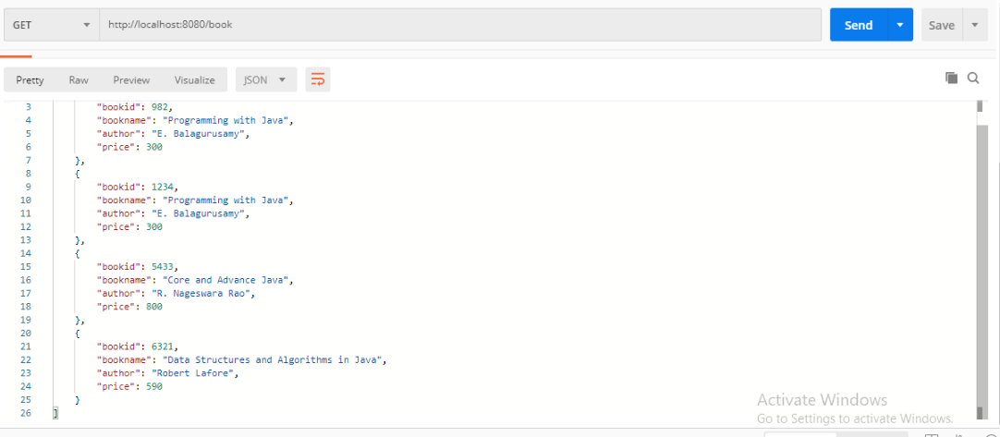 GET http://localhost:8080/book Send Save
Pretty Raw Preview Visualize JSON
3 "bookid": 982,
4 "bookname": "Programming with Java",
5 "author": "E. Balagurusamy",
6 "price": 300
7 },
8 {
9 "bookid": 1234,
10 "bookname": "Programming with Java",
11 "author": "E. Balagurusamy",
12 "price": 300
13 },
14 {
15 "bookid": 5433,
16 "bookname": "Core and Advance Java",
17 "author": "R. Nageswara Rao",
18 "price": 800
19 },
20 {
21 "bookid": 6321,
22 "bookname": "Data Structures and Algorithms in Java",
23 "author": "Robert Lafore",
24 "price": 590
25 }
26 ]
Activate Windows
Go to Settings to activate Windows.